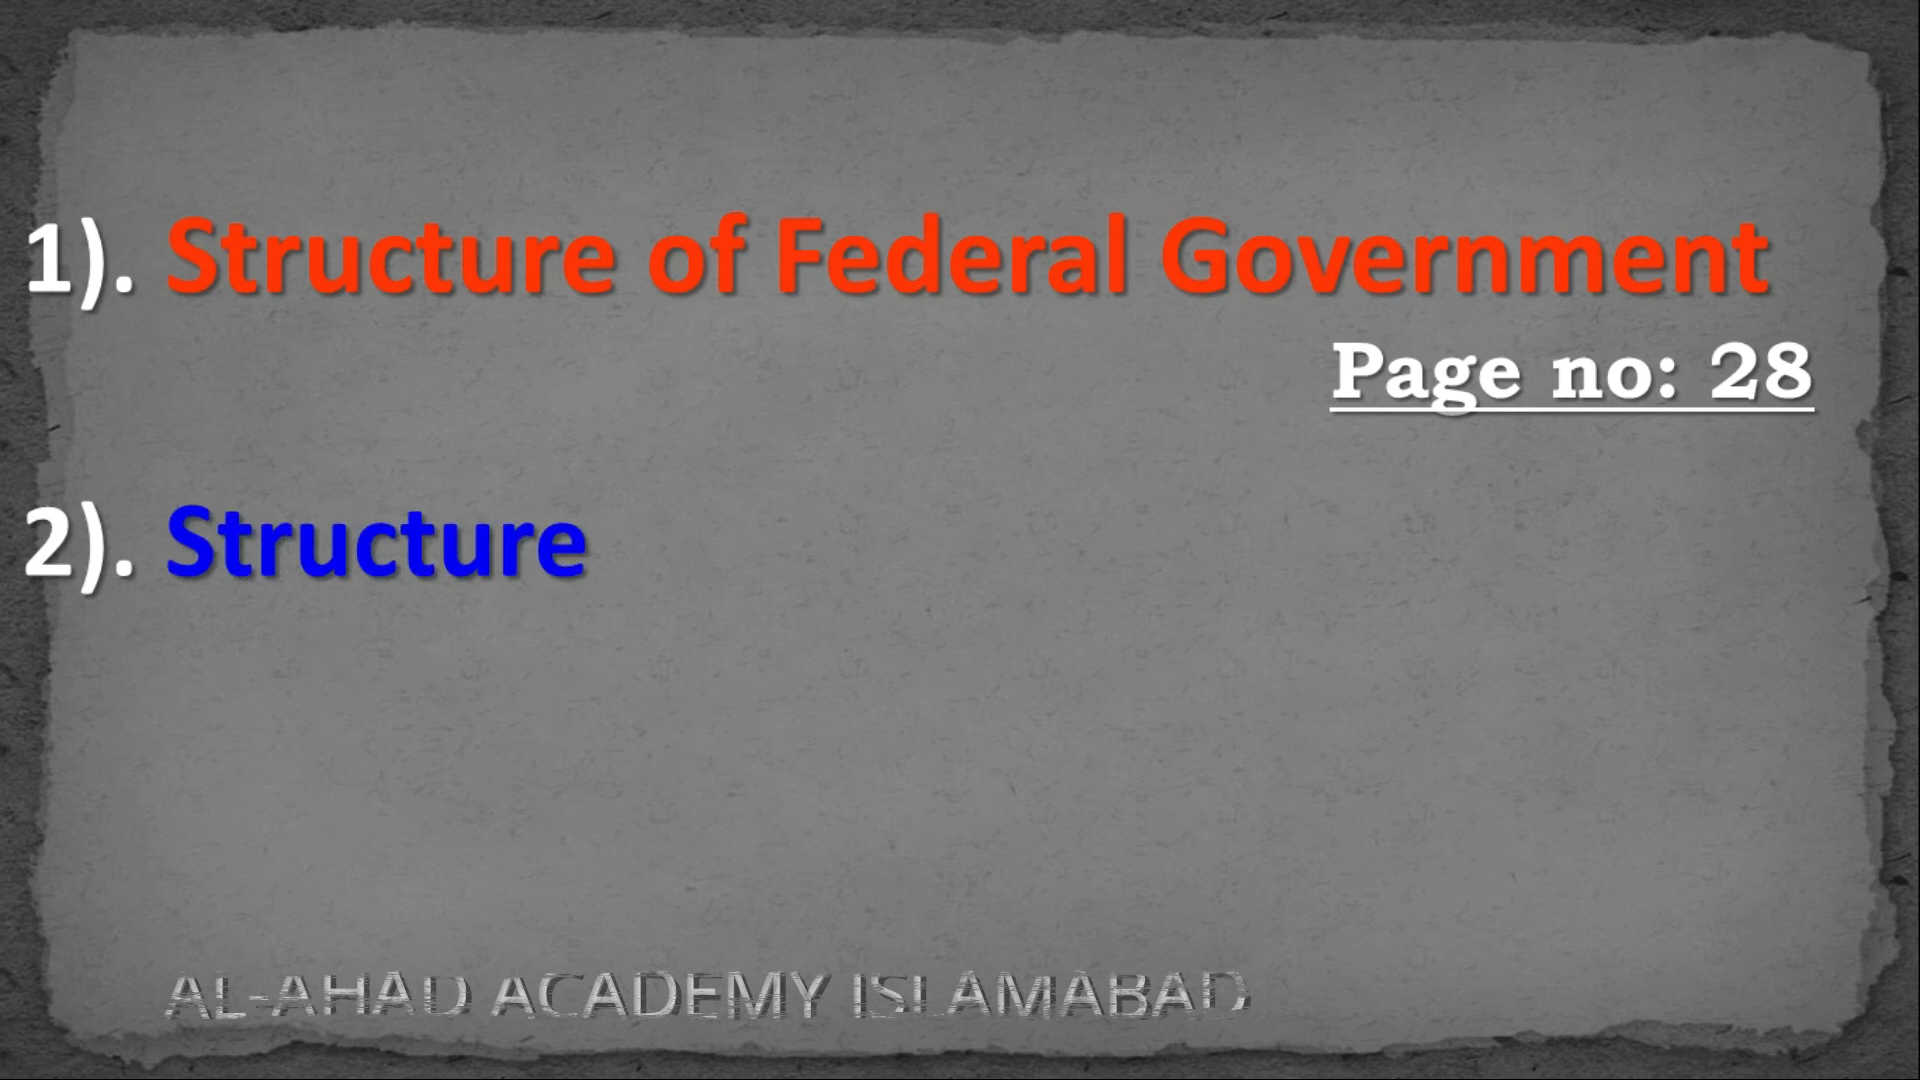 1). Structure of Federal Government
Page no: 28
2). Structure
AL-AHAD ACADEMY ISLAMABAD